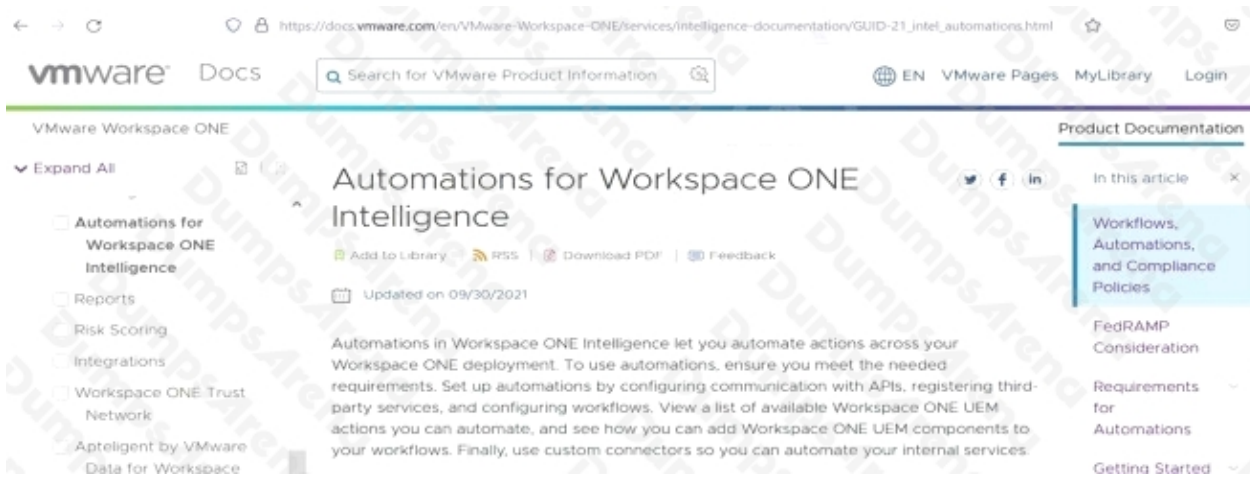 https://docs.vmware.com/en/VMware-Workspace-ONE/services/intelligence-documentation/GUID-21_intel_automations.html
vmware Docs
Search for VMware Product Information
EN VMware Pages MyLibrary Login
VMware Workspace ONE
Product Documentation
Expand All
Automations for
Workspace ONE
Intelligence
Reports
Risk Scoring
Integrations
Workspace ONE Trust
Network
Apteligent by VMware
Data for Workspace
Automations for Workspace ONE
Intelligence
Add to Library RSS | Download PDF | Feedback
Updated on 09/30/2021
Automations in Workspace ONE Intelligence let you automate actions across your
Workspace ONE deployment. To use automations, ensure you meet the needed
requirements. Set up automations by configuring communication with APIs, registering third-
party services, and configuring workflows. View a list of available Workspace ONE UEM
actions you can automate, and see how you can add Workspace ONE UEM components to
your workflows. Finally, use custom connectors so you can automate your internal services.
In this article
Workflows,
Automations,
and Compliance
Policies
FedRAMP
Consideration
Requirements
for
Automations
Getting Started
DumpsArena